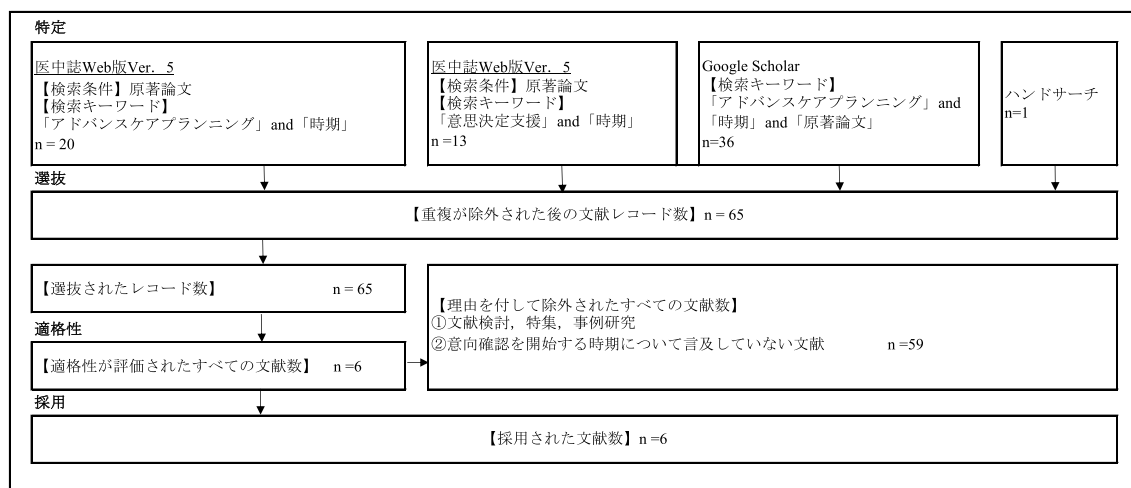 特定
医中誌Web版Ver. 5
【検索条件】原著論文
【検索キーワード】
「アドバンスケアプランニング」and「時期」
n = 20
医中誌Web版Ver. 5
【検索条件】原著論文
【検索キーワード】
「意思決定支援」and「時期」
n =13
Google Scholar
【検索キーワード】
「アドバンスケアプランニング」and
「時期」and「原著論文」
n=36
ハンドサーチ
n=1
選抜
【重複が除外された後の文献レコード数】n = 65
【選抜されたレコード数】 n = 65
【理由を付して除外されたすべての文献数】
①文献検討，特集，事例研究
②意向確認を開始する時期について言及していない文献 n =59
適格性
【適格性が評価されたすべての文献数】 n =6
採用
【採用された文献数】n =6